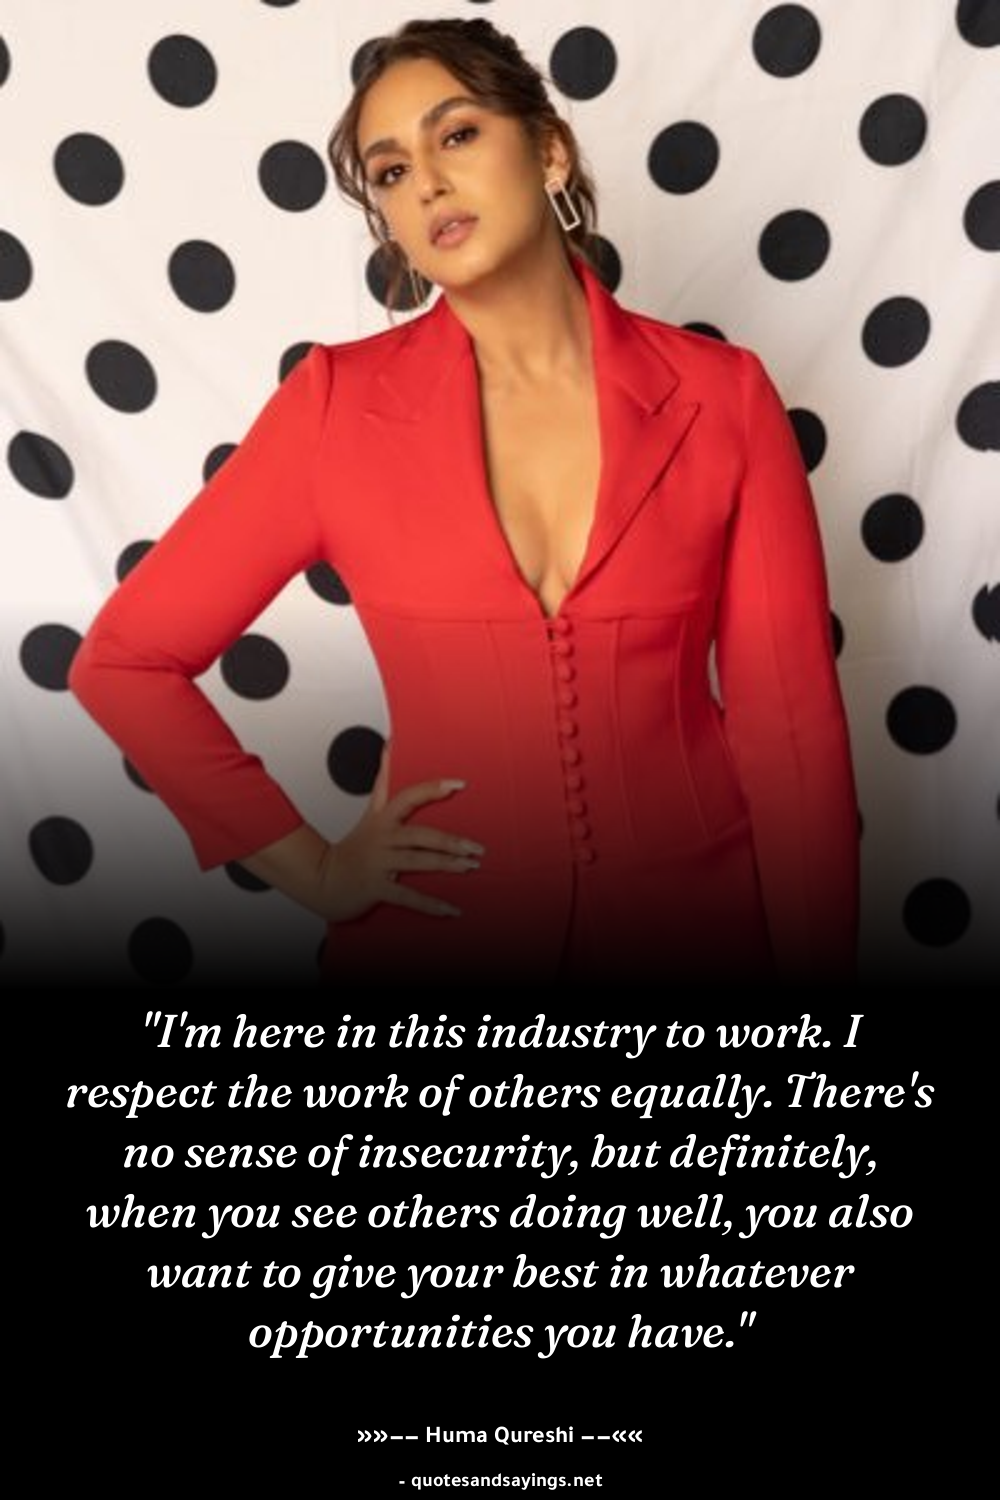 "I'm here in this industry to work. I
respect the work of others equally. There's
no sense of insecurity, but definitely,
when you see others doing well, you also
want to give your best in whatever
opportunities you have."
»»–– Huma Qureshi ––««
- quotesandsayings.net